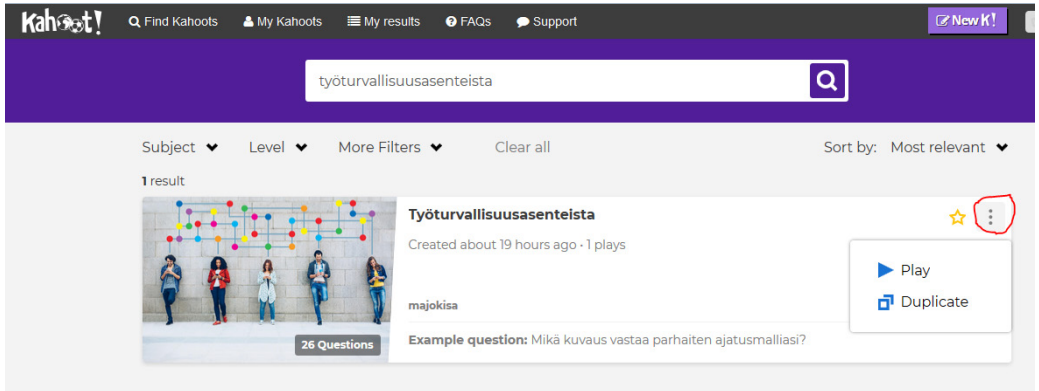 Kahoot! Find Kahoots My Kahoots My results FAQs Support New K!
työturvallisuusasenteista
Subject Level More Filters Clear all Sort by: Most relevant
1 result
Työturvallisuusasenteista
Created about 19 hours ago · 1 plays
Play
Duplicate
majokisa
26 Questions
Example question: Mikä kuvaus vastaa parhaiten ajatusmalliasi?